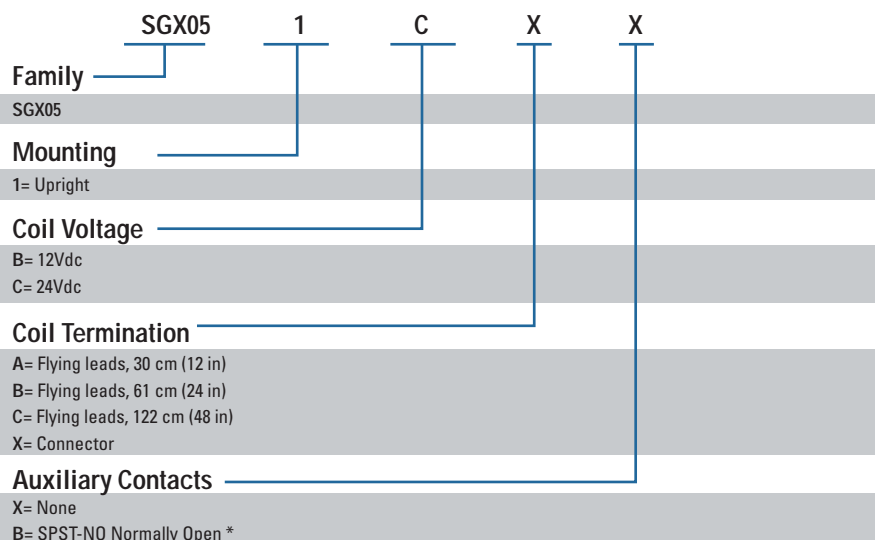 SGX05 1 C X X
Family
SGX05
Mounting
1= Upright
Coil Voltage
B= 12Vdc
C= 24Vdc
Coil Termination
A= Flying leads, 30 cm (12 in)
B= Flying leads, 61 cm (24 in)
C= Flying leads, 122 cm (48 in)
X= Connector
Auxiliary Contacts
X= None
B= SPST-NO Normally Open *